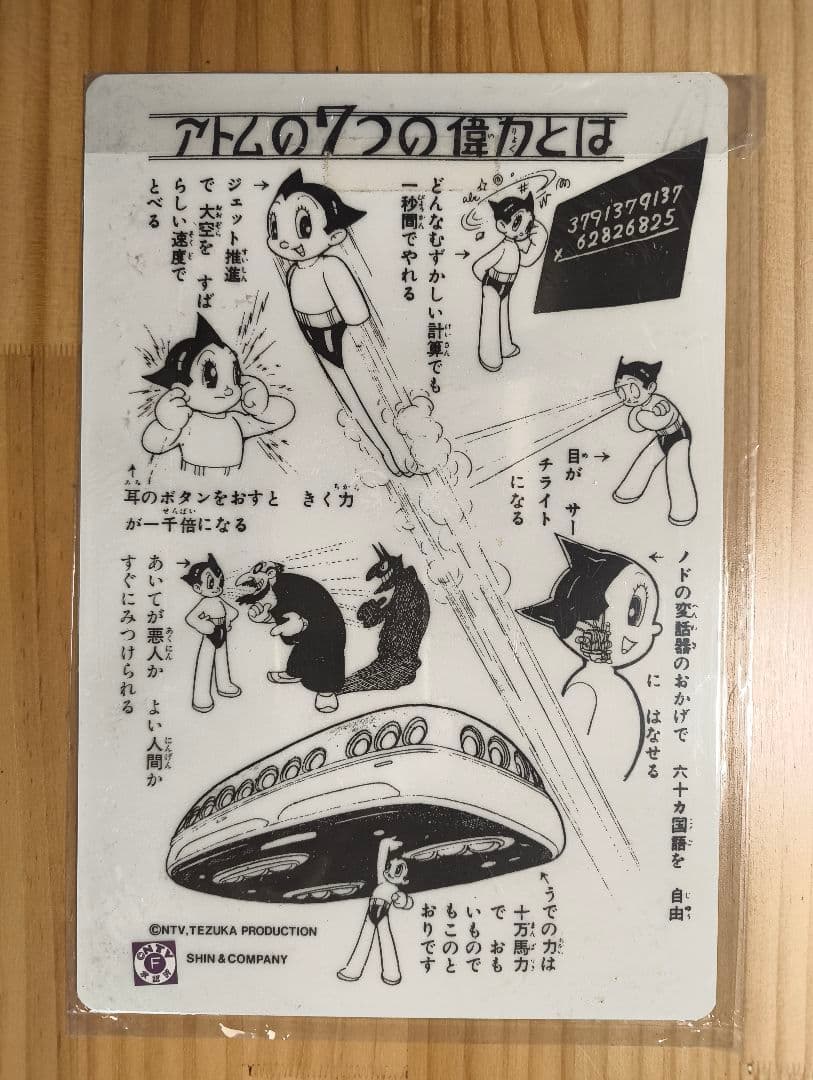 アトムの7つの偉力とは
どんなむずかしい計算でも
一秒間でやれる
3791379137
62826825
×
ジェット推進
で 大空を すば
らしい速度で
とべる
耳のボタンをおすと きく力
が一千倍になる
目が サー
チライト
になる
ノドの変話器のおかげで 六十カ国語を 自由
に はなせる
あいてが悪人か よい人間か
すぐにみつけられる
うでの力は
十万馬力
で おも
いもので
もこのと
おりです
©NTV,TEZUKA PRODUCTION
SHIN & COMPANY
©NTV
F
承認済